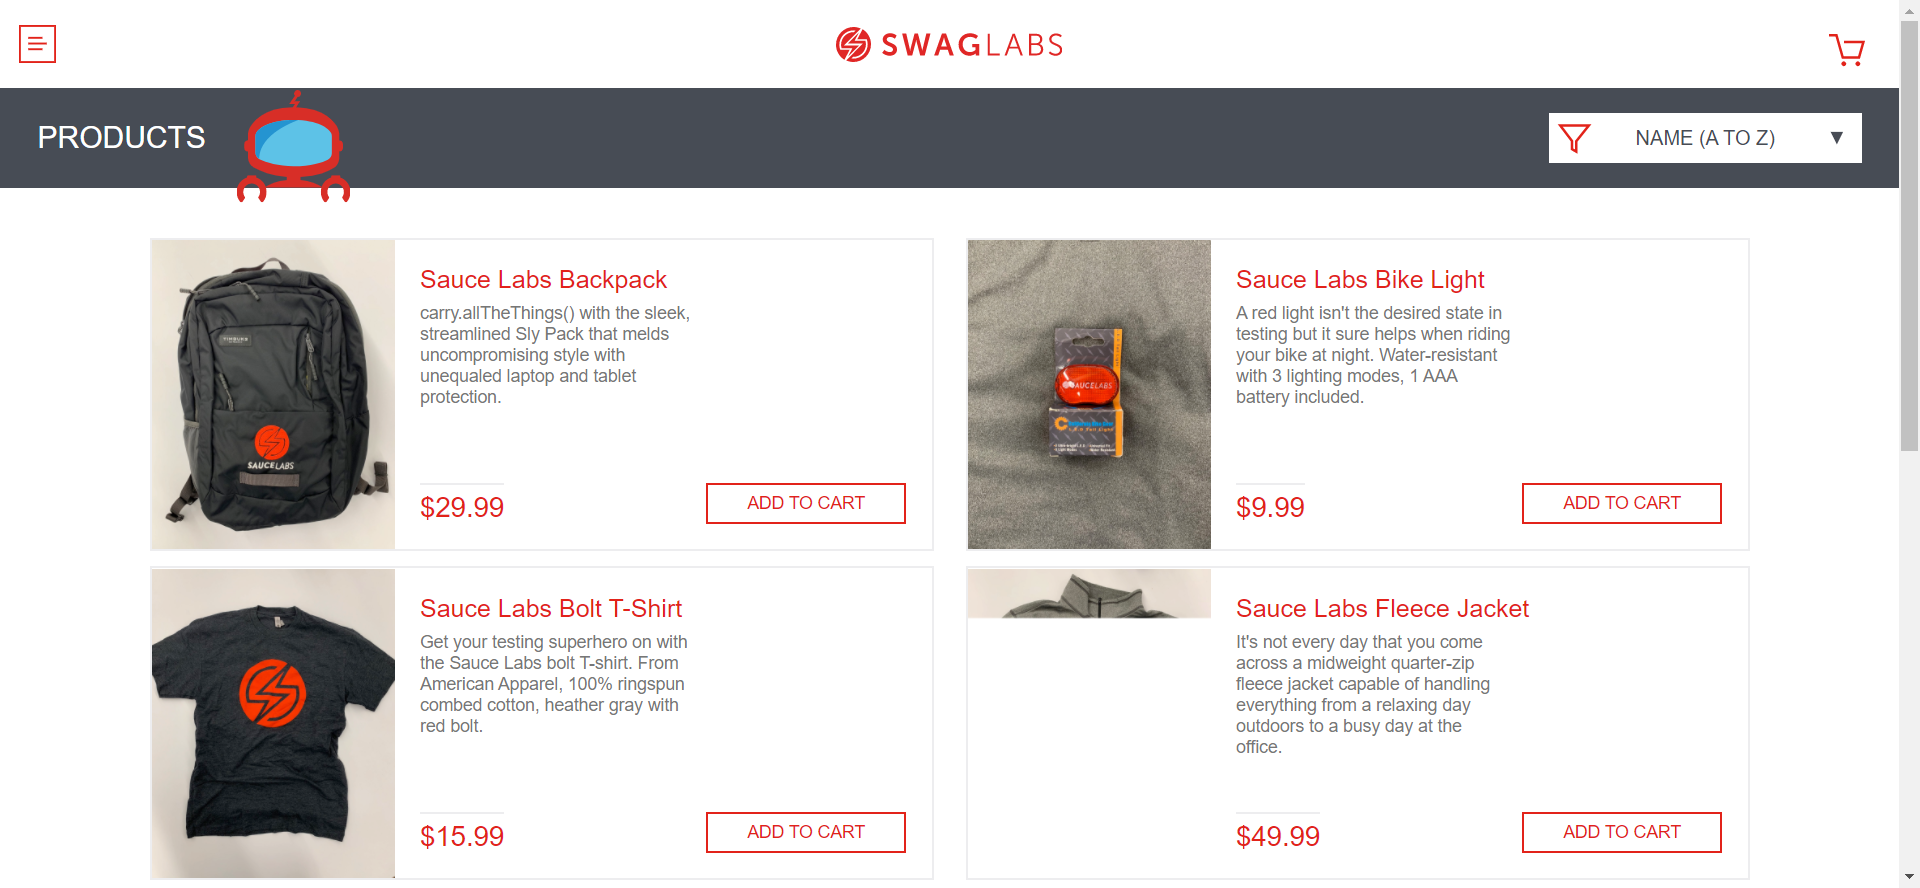 SWAGLABS
PRODUCTS
NAME (A TO Z)
Sauce Labs Backpack
carry.allTheThings() with the sleek,
streamlined Sly Pack that melds
uncompromising style with
unequaled laptop and tablet
protection.
$29.99
ADD TO CART
SAUCELABS
Sauce Labs Bike Light
A red light isn't the desired state in
testing but it sure helps when riding
your bike at night. Water-resistant
with 3 lighting modes, 1 AAA
battery included.
$9.99
ADD TO CART
SAUCELABS
Sauce Labs Bolt T-Shirt
Get your testing superhero on with
the Sauce Labs bolt T-shirt. From
American Apparel, 100% ringspun
combed cotton, heather gray with
red bolt.
$15.99
ADD TO CART
Sauce Labs Fleece Jacket
It's not every day that you come
across a midweight quarter-zip
fleece jacket capable of handling
everything from a relaxing day
outdoors to a busy day at the
office.
$49.99
ADD TO CART